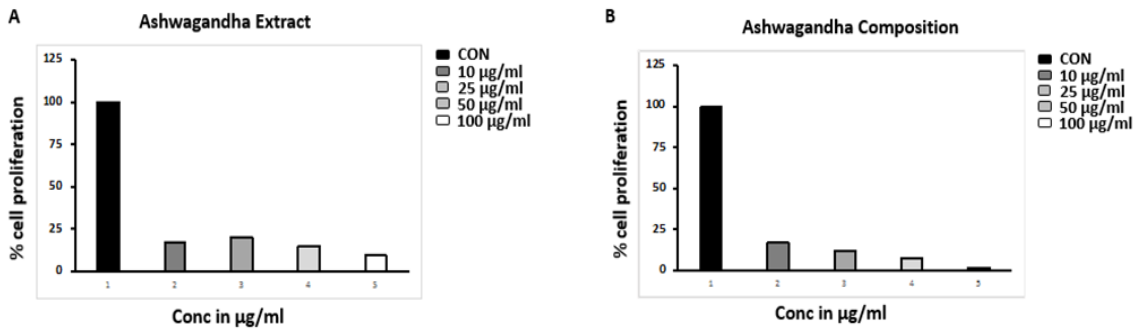 A
Ashwagandha Extract
125
100
75
50
25
0
% cell proliferation
1 2 3 4 5
Conc in µg/ml
CON
10 µg/ml
25 µg/ml
50 µg/ml
100 µg/ml
B
Ashwagandha Composition
125
100
75
50
25
0
% cell proliferation
1 2 3 4 5
Conc in µg/ml
CON
10 µg/ml
25 µg/ml
50 µg/ml
100 µg/ml